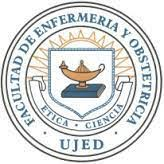 FACULTAD DE ENFERMERIA Y OBSTETRICIA
ETICA - CIENCIA
· UJED ·